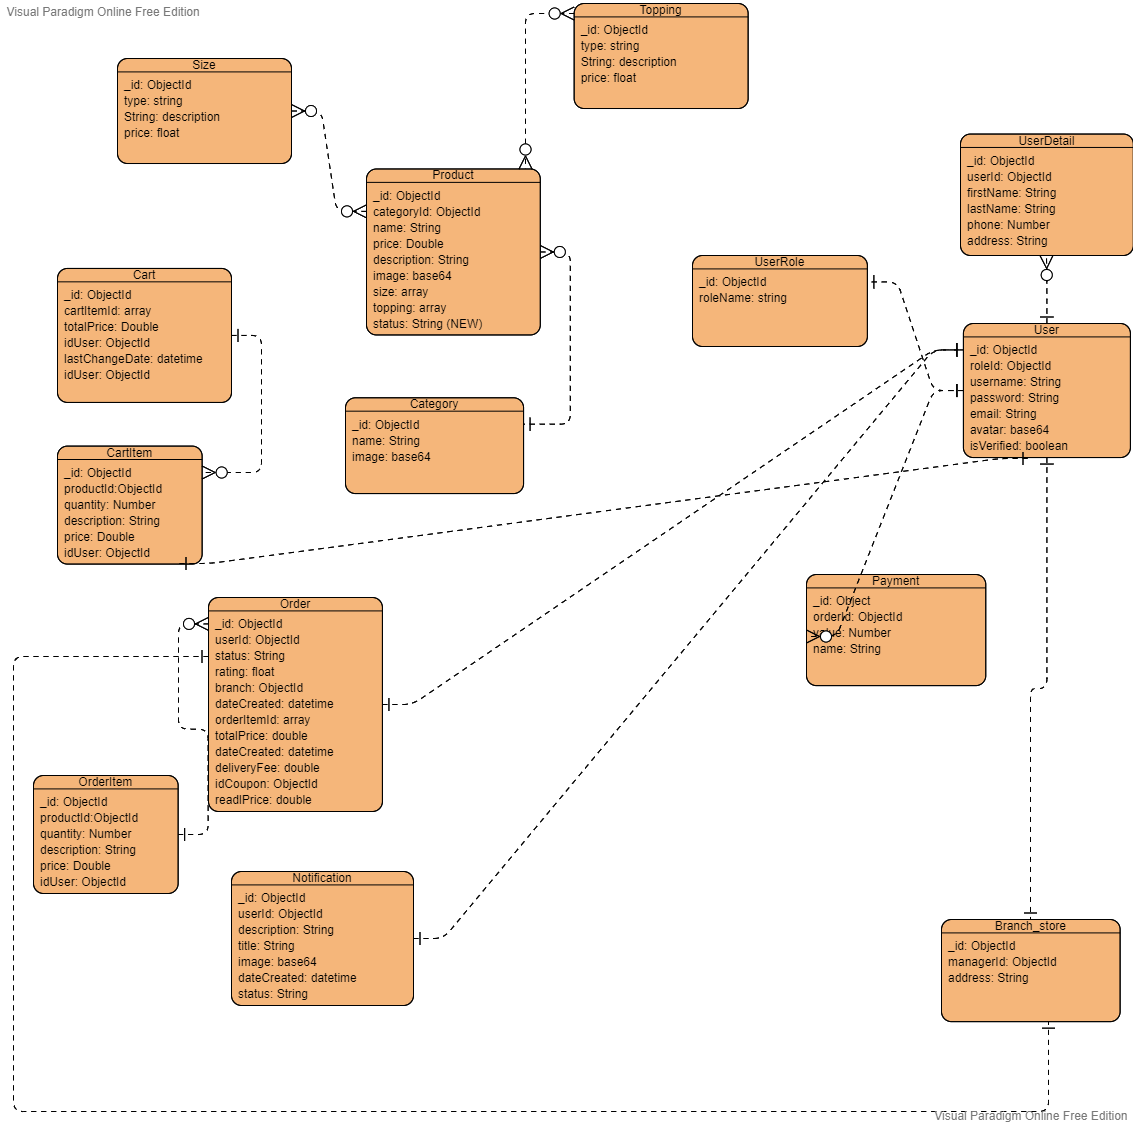 Visual Paradigm Online Free Edition
Topping
_id: ObjectId
type: string
String: description
price: float
Size
_id: ObjectId
type: string
String: description
price: float
UserDetail
_id: ObjectId
userId: ObjectId
firstName: String
lastName: String
phone: Number
address: String
Product
_id: ObjectId
categoryId: ObjectId
name: String
price: Double
description: String
image: base64
size: array
topping: array
status: String (NEW)
UserRole
_id: ObjectId
roleName: string
Cart
_id: ObjectId
cartItemId: array
totalPrice: Double
idUser: ObjectId
lastChangeDate: datetime
idUser: ObjectId
User
_id: ObjectId
roleId: ObjectId
username: String
password: String
email: String
avatar: base64
isVerified: boolean
Category
_id: ObjectId
name: String
image: base64
CartItem
_id: ObjectId
productId:ObjectId
quantity: Number
description: String
price: Double
idUser: ObjectId
Payment
_id: Object
orderId: ObjectId
value: Number
name: String
Order
_id: ObjectId
userId: ObjectId
status: String
rating: float
branch: ObjectId
dateCreated: datetime
orderItemId: array
totalPrice: double
dateCreated: datetime
deliveryFee: double
idCoupon: ObjectId
readlPrice: double
OrderItem
_id: ObjectId
productId:ObjectId
quantity: Number
description: String
price: Double
idUser: ObjectId
Notification
_id: ObjectId
userId: ObjectId
description: String
title: String
image: base64
dateCreated: datetime
status: String
Branch_store
_id: ObjectId
managerId: ObjectId
address: String
Visual Paradigm Online Free Edition